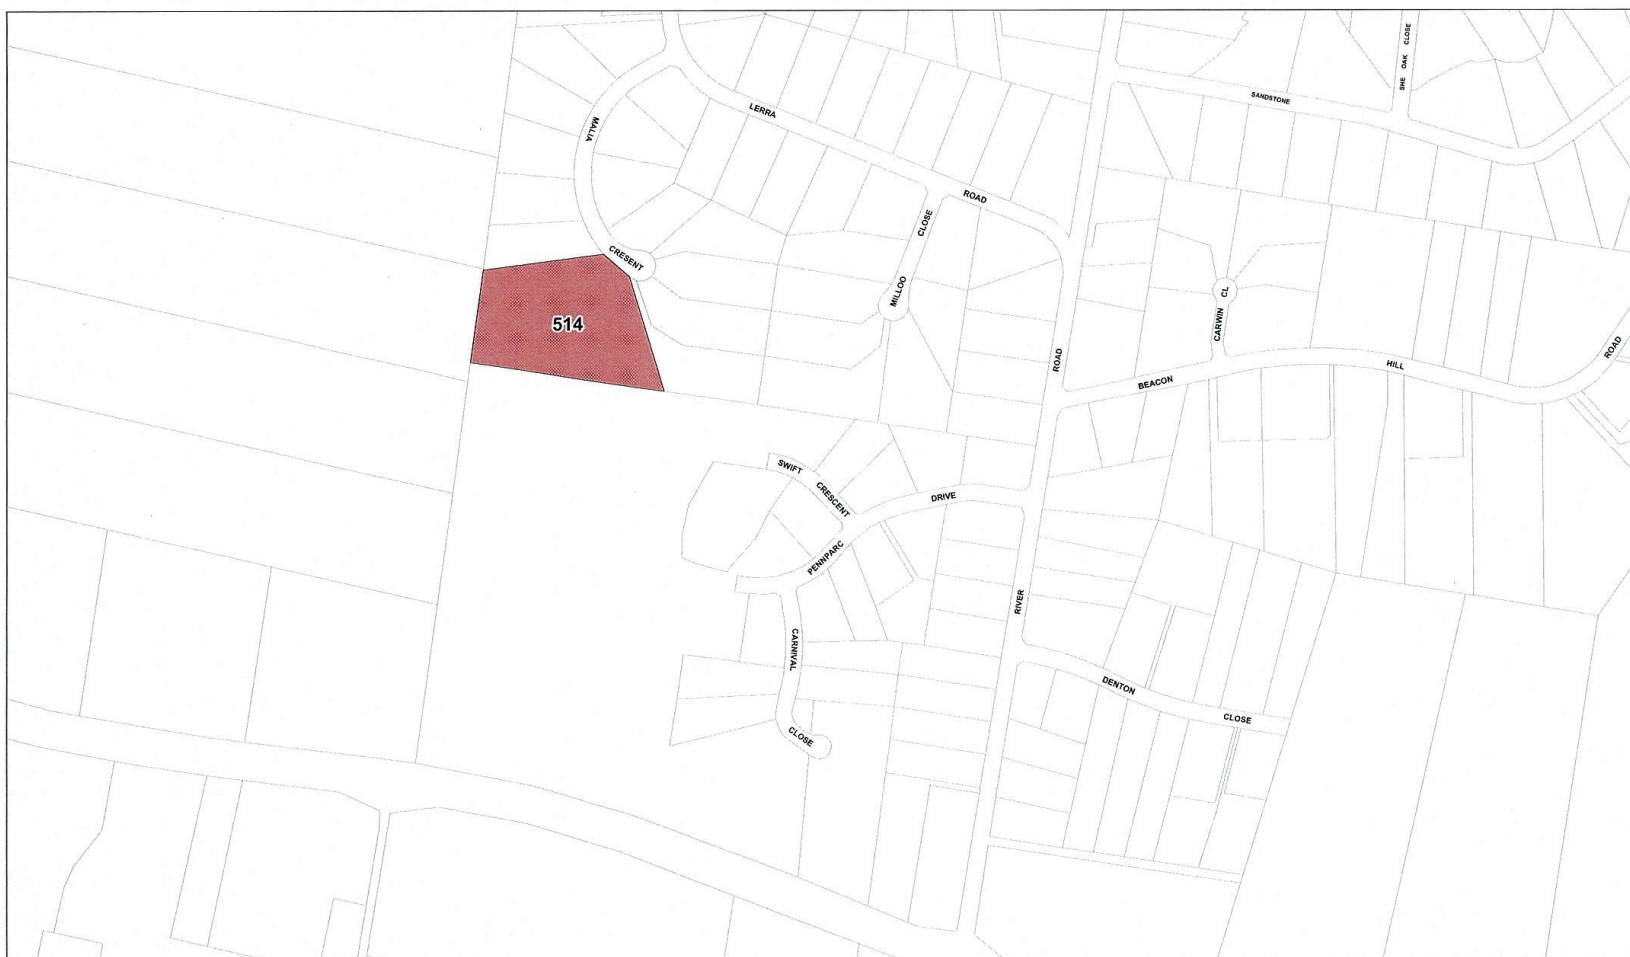 SHE OAK CLOSE
SANDSTONE
LERRA
ROAD
MALIA
CRESENT
CLOSE
MILLOO
514
CARWIN CL
ROAD
BEACON
HILL
ROAD
SWIFT
CRESCENT
DRIVE
PENNPARC
RIVER
CARNIVAL
CLOSE
DENTON
CLOSE